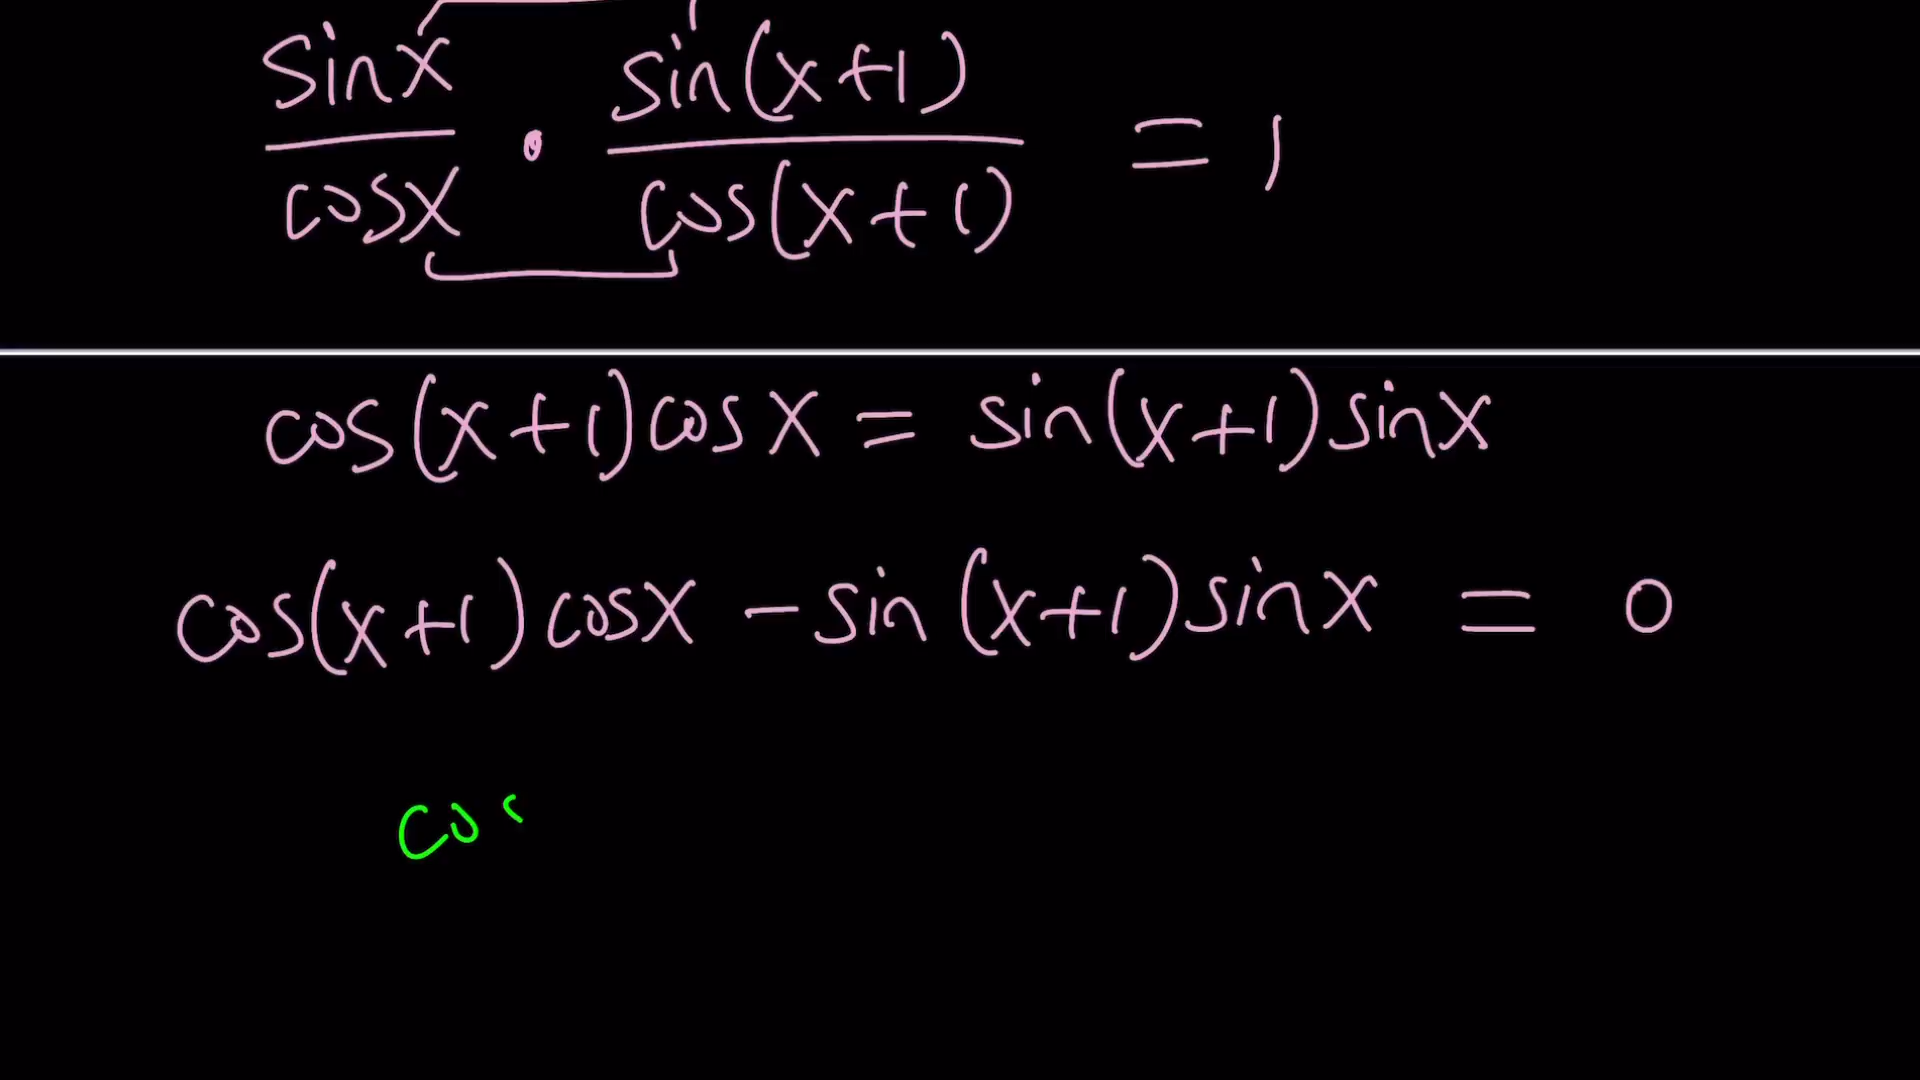 sinx sin(x+1)
—— · ———— = 1
cosx cos(x+1)
cos(x+1)cosx = sin(x+1)sinx
cos(x+1)cosx - sin(x+1)sinx = 0
co